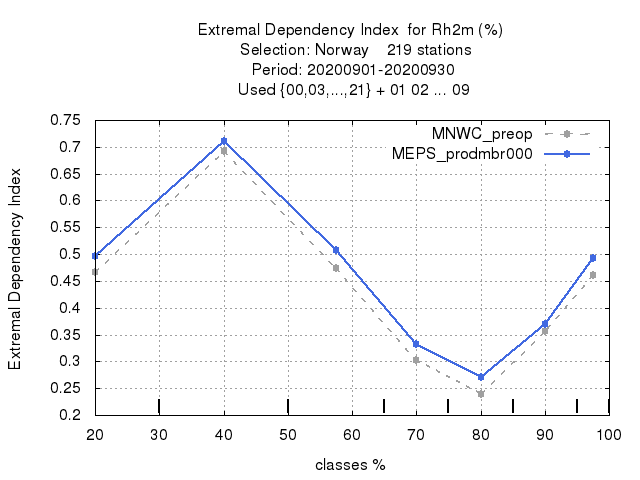 Extremal Dependency Index  for Rh2m (%)
Selection: Norway    219 stations
Period: 20200901-20200930
Used {00,03,...,21} + 01 02 ... 09
MNWC_preop
MEPS_prodmbr000
Extremal Dependency Index
0.75
0.7
0.65
0.6
0.55
0.5
0.45
0.4
0.35
0.3
0.25
0.2
20 30 40 50 60 70 80 90 100
classes %